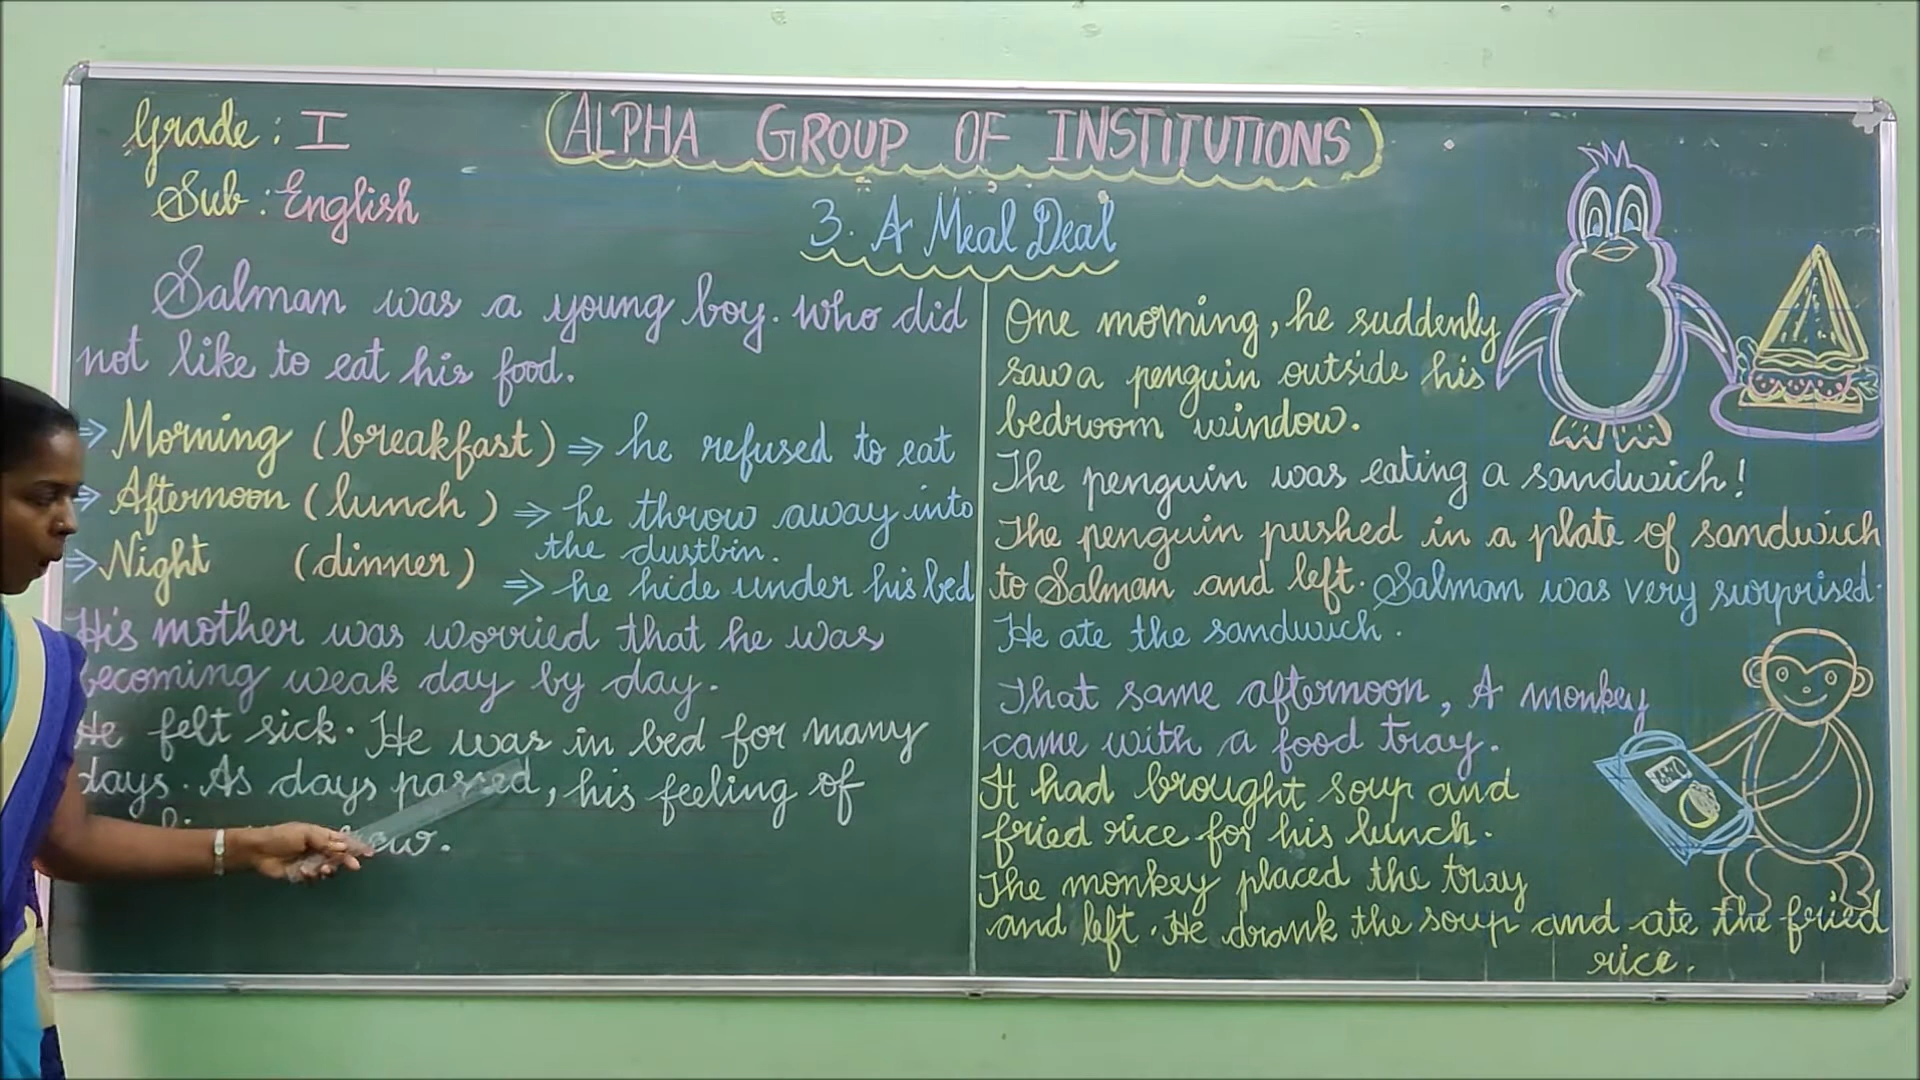 Grade : I
Sub : English
(ALPHA GROUP OF INSTITUTIONS)
3. A Meal Deal
Salman was a young boy. who did
not like to eat his food.
⇒ Morning (breakfast) ⇒ he refused to eat
⇒ Afternoon (lunch) ⇒ he throw away into
the dustbin.
⇒ Night (dinner) ⇒ he hide under his bed
His mother was worried that he was
becoming weak day by day.
He felt sick. He was in bed for many
days. As days passed, his feeling of
One morning, he suddenly
saw a penguin outside his
bedroom window.
The penguin was eating a sandwich!
The penguin pushed in a plate of sandwich
to Salman and left. Salman was very surprised.
He ate the sandwich.
That same afternoon, A monkey
came with a food tray.
It had brought soup and
fried rice for his lunch.
The monkey placed the tray
and left. He drank the soup and ate the fried
rice.